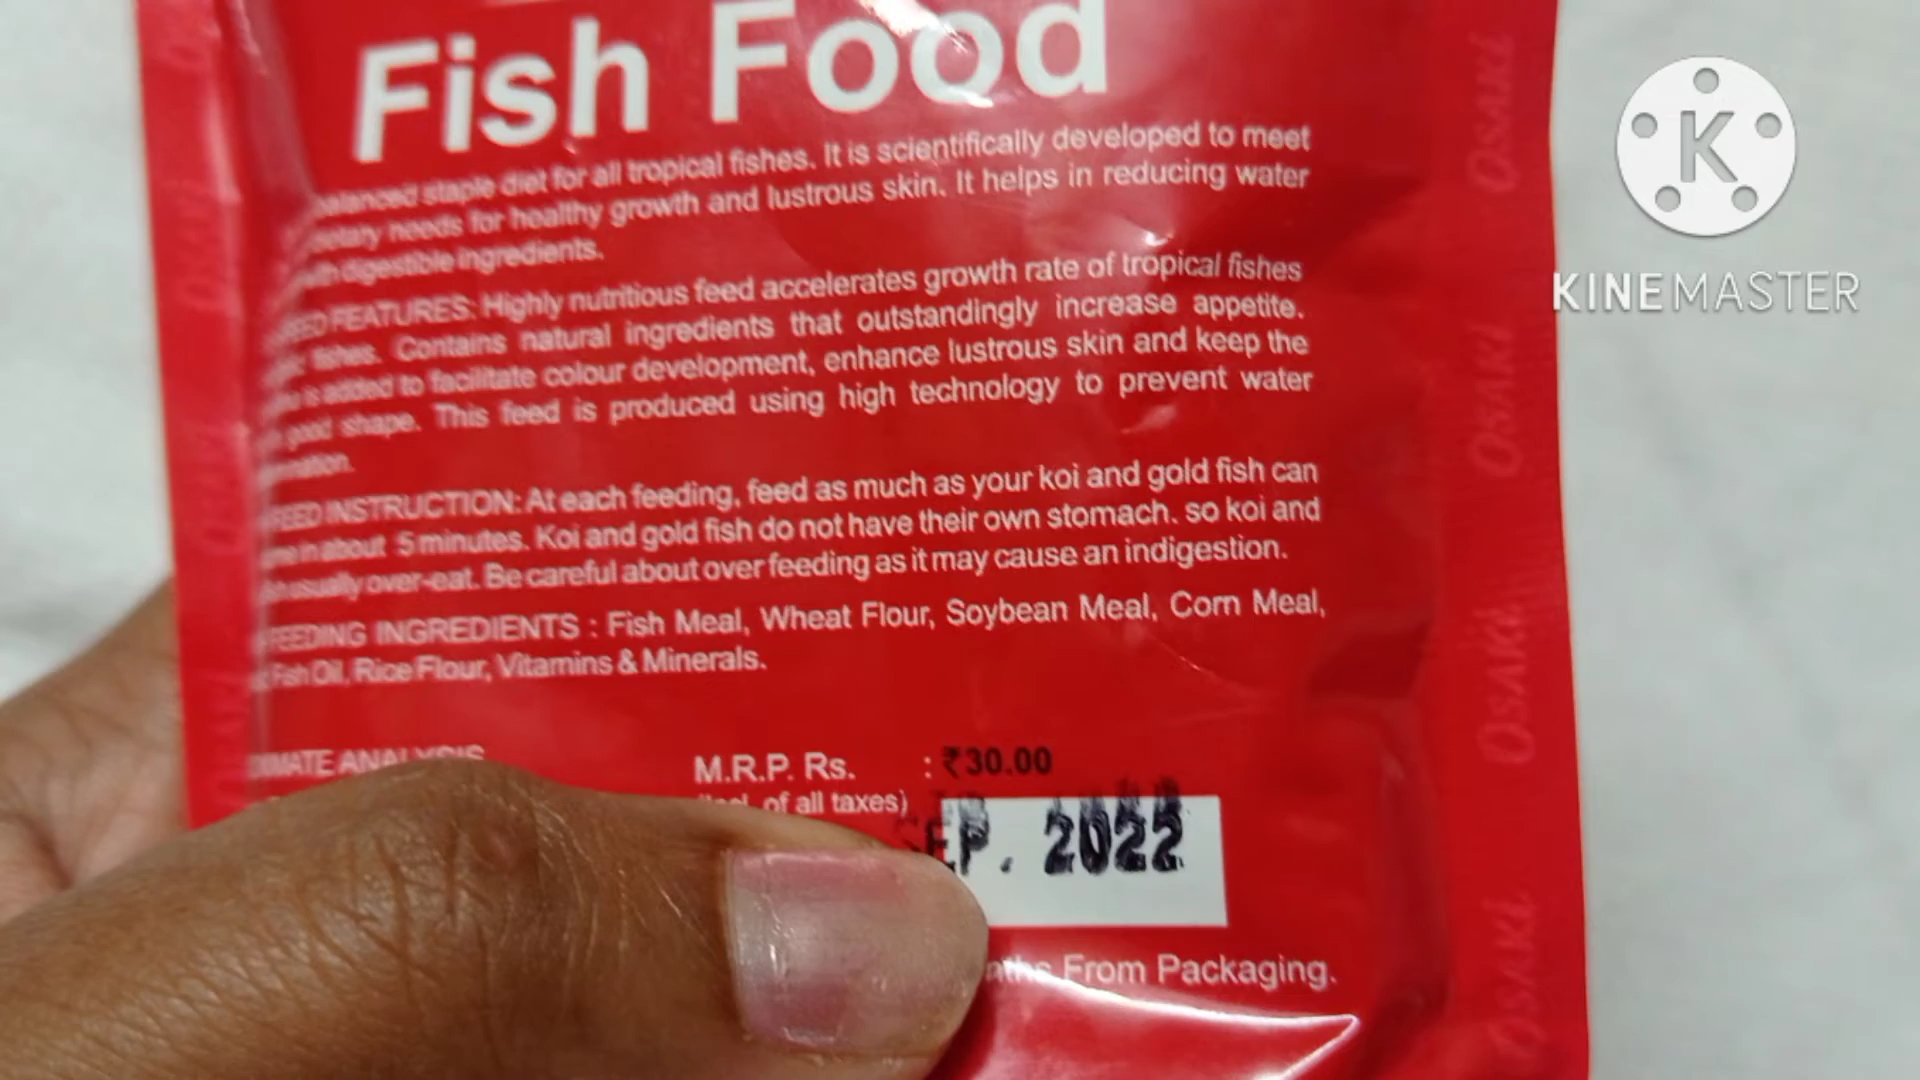 Fish Food
balanced staple diet for all tropical fishes. It is scientifically developed to meet
needs for healthy growth and lustrous skin. It helps in reducing water
digestible ingredients.
FEATURES: Highly nutritious feed accelerates growth rate of tropical fishes
fishes. Contains natural ingredients that outstandingly increase appetite.
is added to facilitate colour development, enhance lustrous skin and keep the
good shape. This feed is produced using high technology to prevent water
FEED INSTRUCTION: At each feeding, feed as much as your koi and gold fish can
in about 5 minutes. Koi and gold fish do not have their own stomach. so koi and
usually over-eat. Be careful about over feeding as it may cause an indigestion.
FEEDING INGREDIENTS : Fish Meal, Wheat Flour, Soybean Meal, Corn Meal,
Fish Oil, Rice Flour, Vitamins & Minerals.
ANALYSIS
M.R.P. Rs. : ₹30.00
of all taxes)
SEP. 2022
From Packaging.
OSAKI
OSAKI
OSAKI
OSAKI
K
KINEMASTER